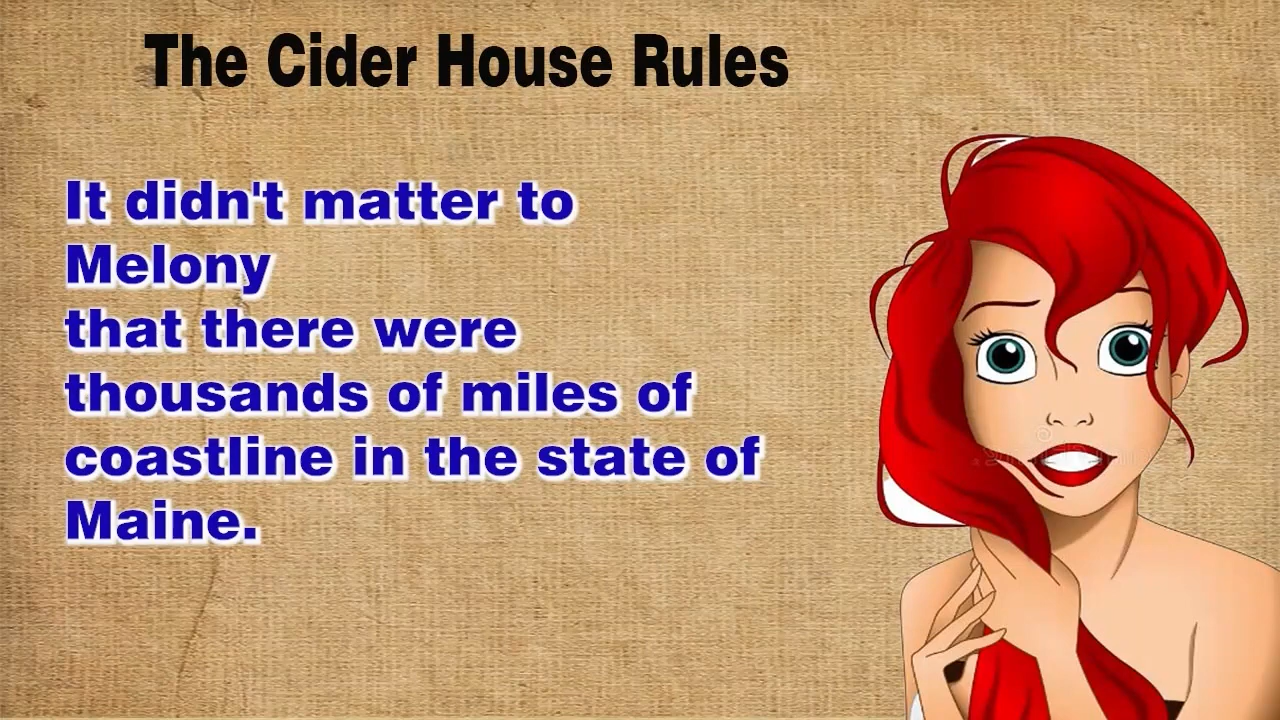 The Cider House Rules
It didn't matter to
Melony
that there were
thousands of miles of
coastline in the state of
Maine.